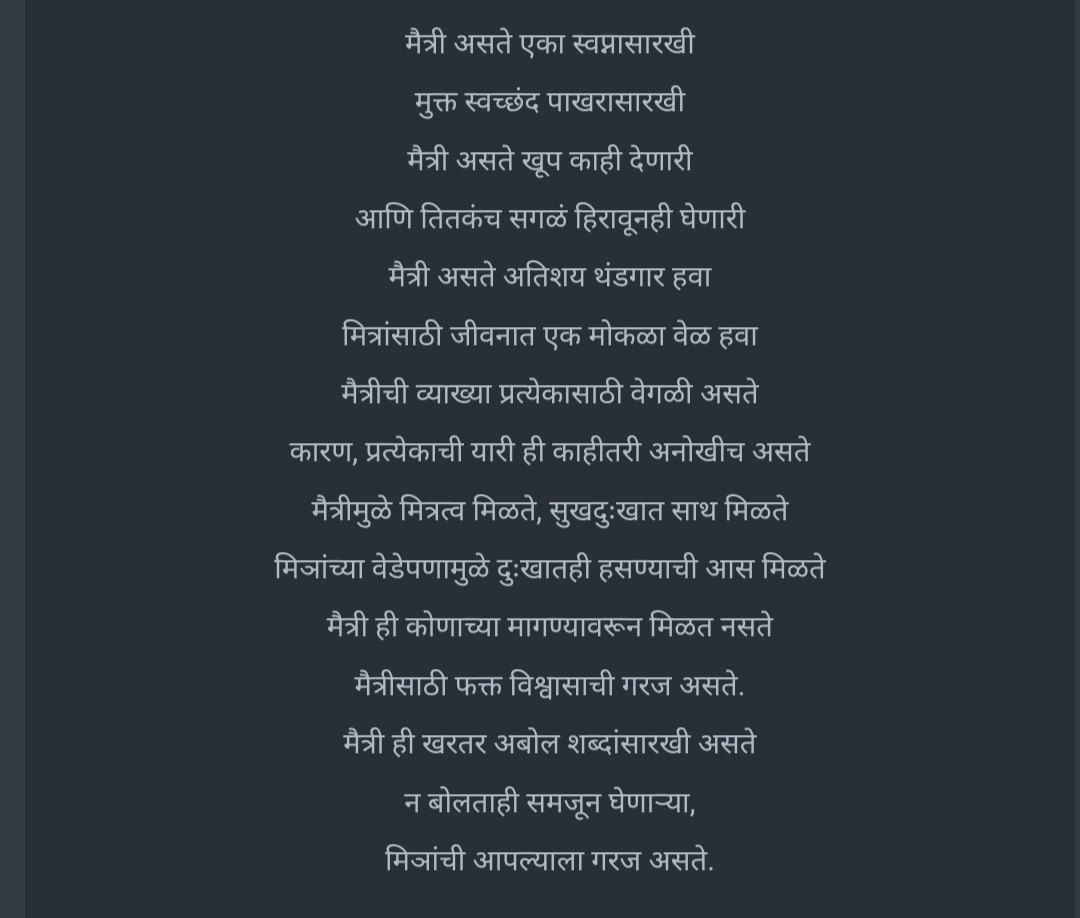 मैत्री असते एका स्वप्नासारखी
मुक्त स्वच्छंद पाखरासारखी
मैत्री असते खूप काही देणारी
आणि तितकंच सगळं हिरावूनही घेणारी
मैत्री असते अतिशय थंडगार हवा
मित्रांसाठी जीवनात एक मोकळा वेळ हवा
मैत्रीची व्याख्या प्रत्येकासाठी वेगळी असते
कारण, प्रत्येकाची यारी ही काहीतरी अनोखीच असते
मैत्रीमुळे मित्रत्व मिळते, सुखदुःखात साथ मिळते
मिञांच्या वेडेपणामुळे दुःखातही हसण्याची आस मिळते
मैत्री ही कोणाच्या मागण्यावरून मिळत नसते
मैत्रीसाठी फक्त विश्वासाची गरज असते.
मैत्री ही खरतर अबोल शब्दांसारखी असते
न बोलताही समजून घेणाऱ्या,
मिञांची आपल्याला गरज असते.